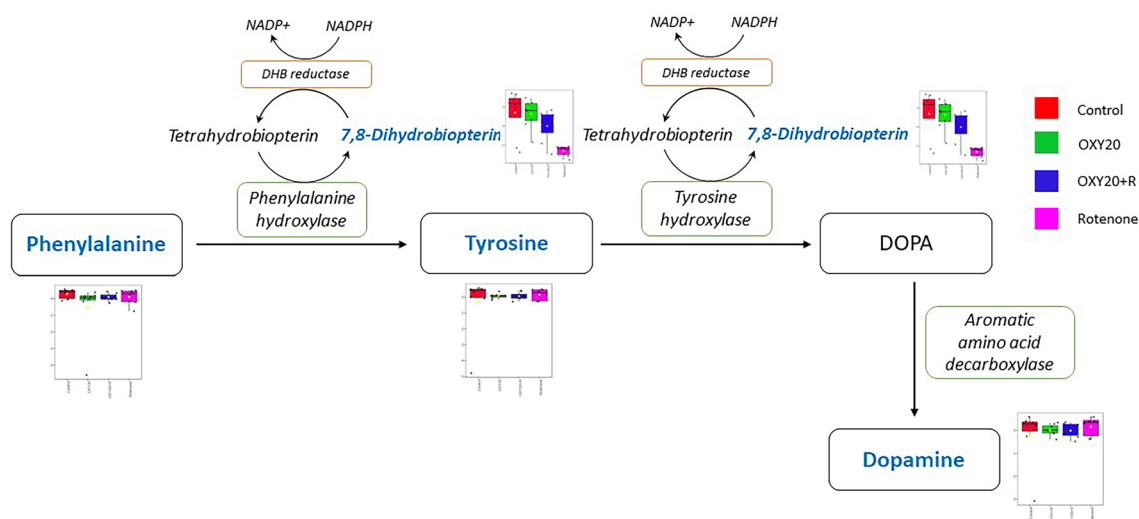 NADP+ NADPH
DHB reductase
Tetrahydrobiopterin 7,8-Dihydrobiopterin
Phenylalanine
hydroxylase
NADP+ NADPH
DHB reductase
Tetrahydrobiopterin 7,8-Dihydrobiopterin
Tyrosine
hydroxylase
Control
OXY20
OXY20+R
Rotenone
Phenylalanine
Tyrosine
DOPA
Aromatic
amino acid
decarboxylase
Dopamine